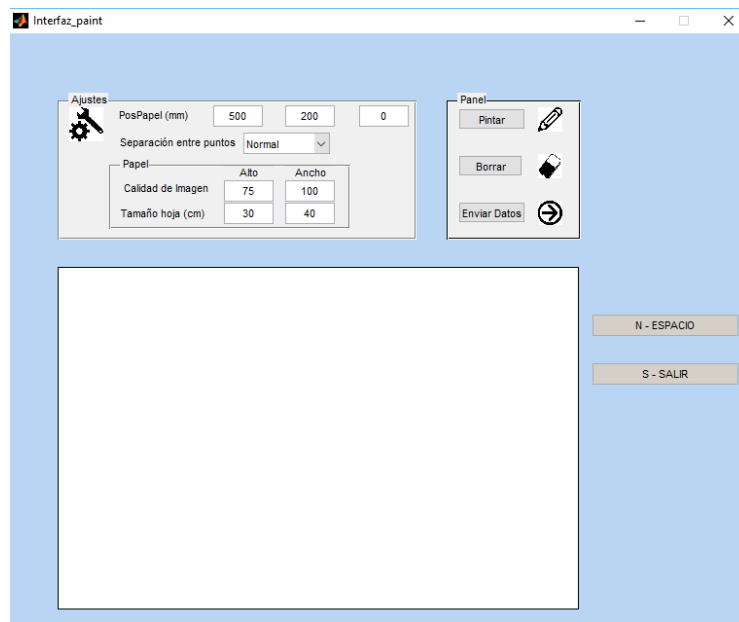 Interfaz_paint
Ajustes
PosPapel (mm) 500 200 0
Separación entre puntos Normal
Papel
Alto Ancho
Calidad de Imagen 75 100
Tamaño hoja (cm) 30 40
Panel
Pintar
Borrar
Enviar Datos
N - ESPACIO
S - SALIR